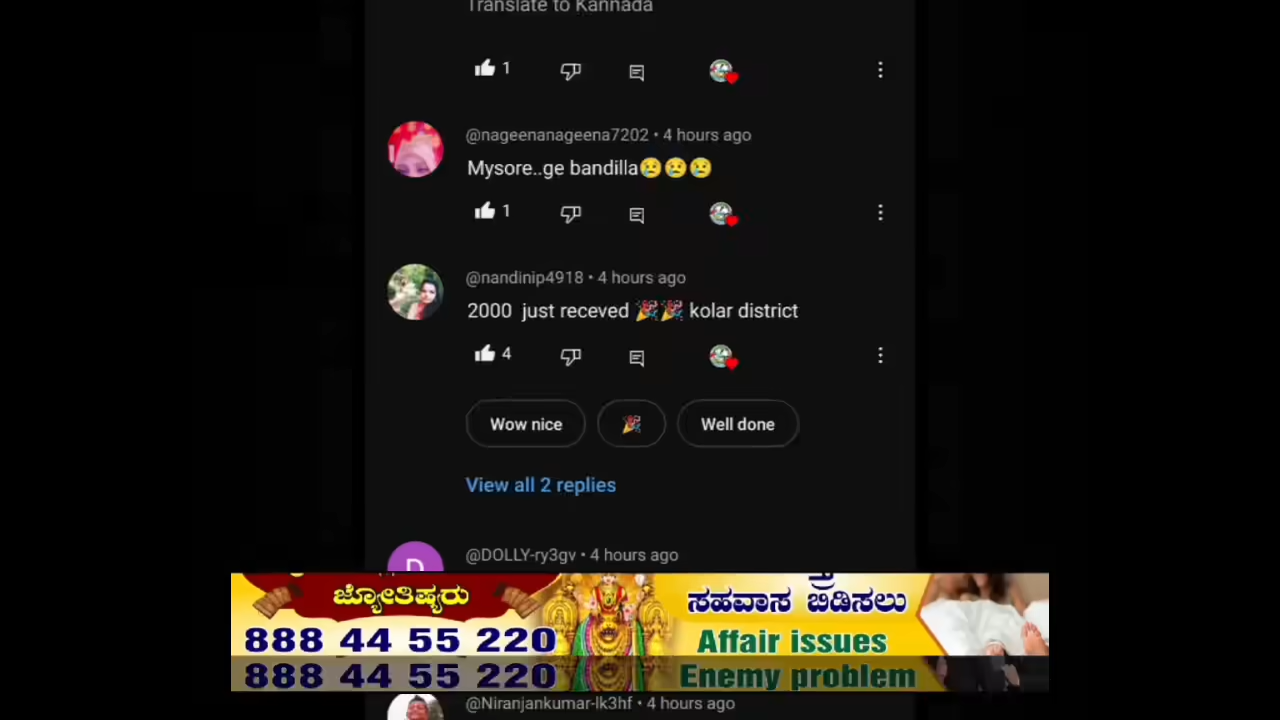 Translate to Kannada
1
@nageenanageena7202 • 4 hours ago
Mysore..ge bandilla😢😢😢
1
@nandinip4918 • 4 hours ago
2000 just receved 🎉🎉 kolar district
4
Wow nice
🎉
Well done
View all 2 replies
@DOLLY-ry3gv • 4 hours ago
D
ಜ್ಯೋತಿಷ್ಯರು
888 44 55 220
888 44 55 220
ಸಹವಾಸ ಬಿಡಿಸಲು
Affair issues
Enemy problem
@Niranjankumar-lk3hf • 4 hours ago